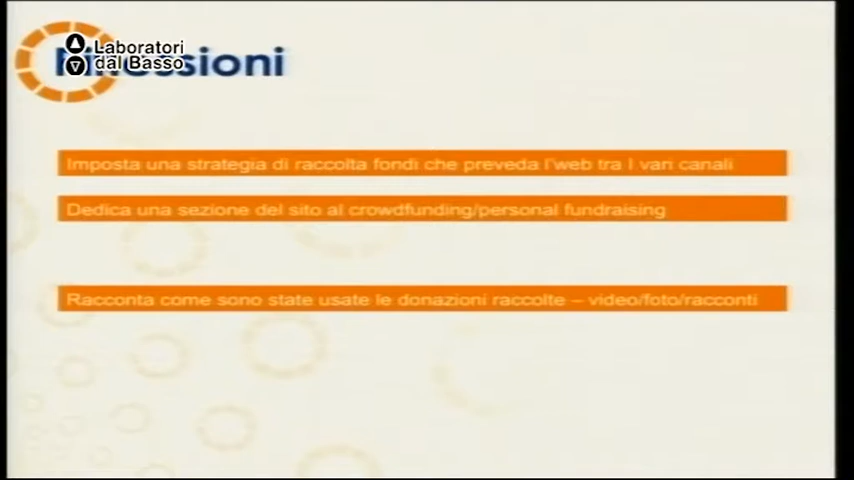 Laboratori
dal Basso
Riflessioni
Imposta una strategia di raccolta fondi che preveda l'web tra I vari canali
Dedica una sezione del sito al crowdfunding/personal fundraising
Racconta come sono state usate le donazioni raccolte – video/foto/racconti